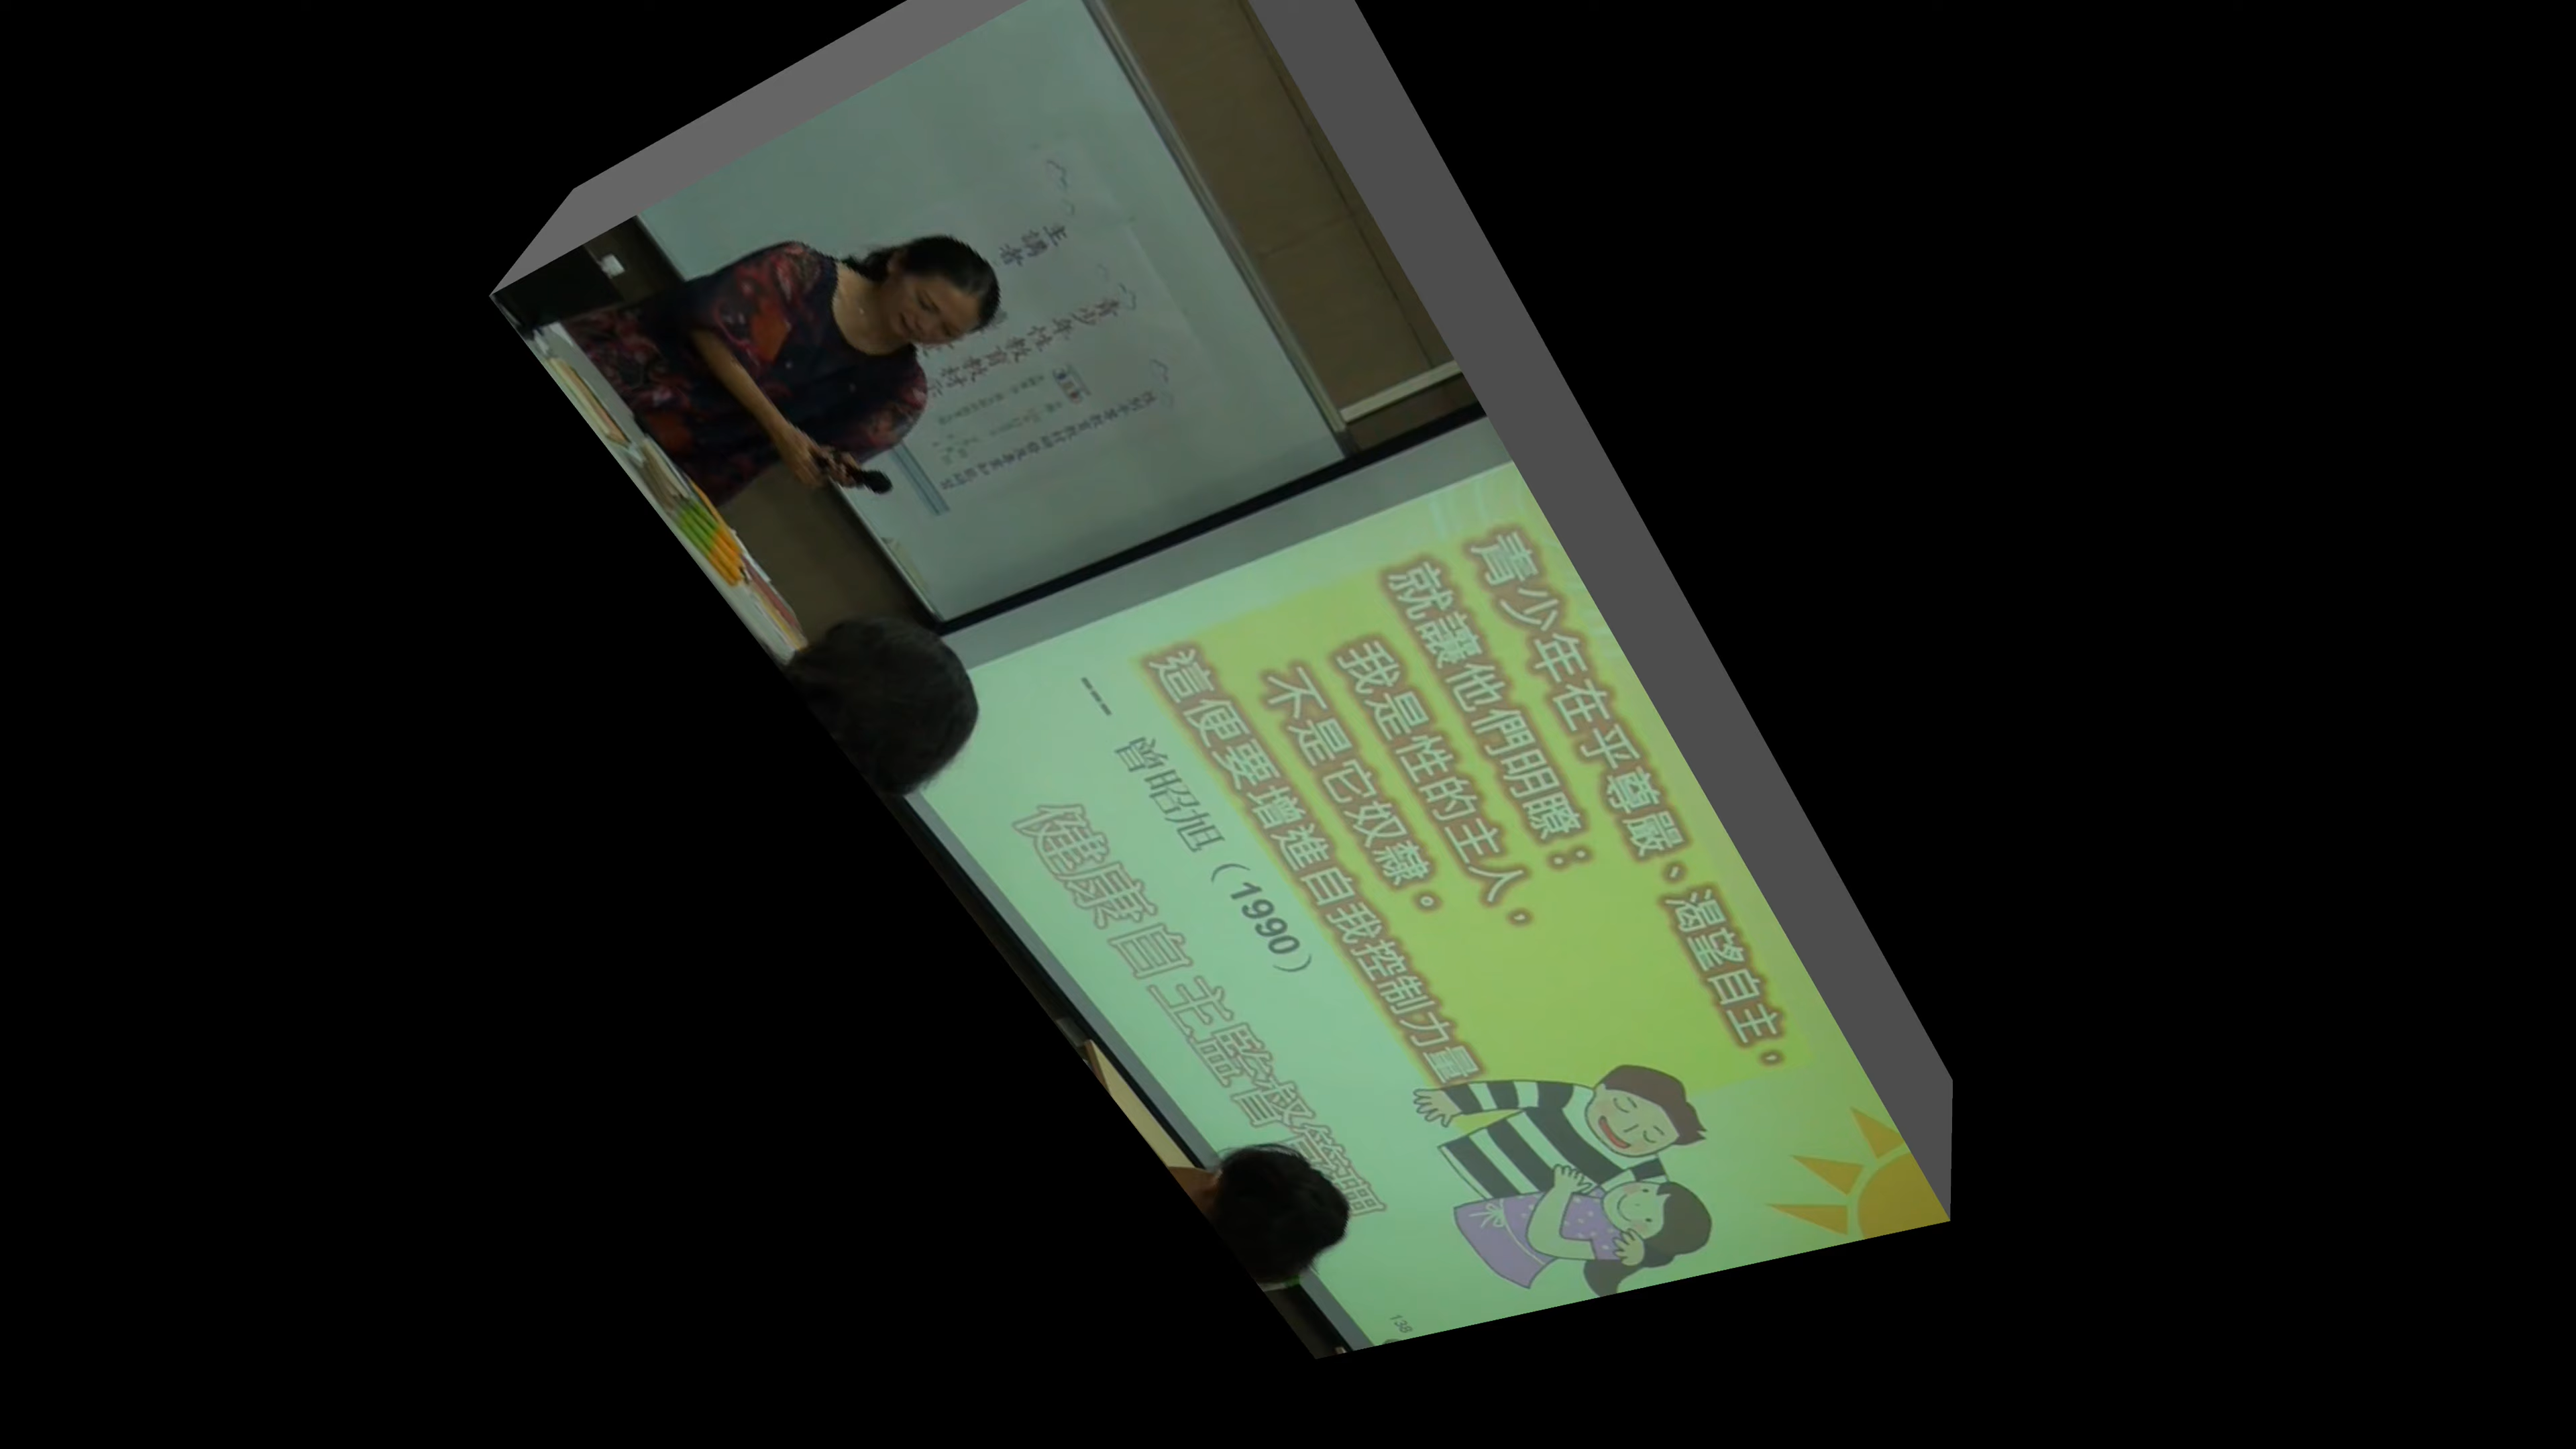 主講者
青少年性教育教材
青少年在乎尊嚴、渴望自主，
就讓他們明瞭：
我是性的主人，
不是它奴隸。
這便要增進自我控制力量
--- 曾昭旭（1990）
健康自主監督管理
138